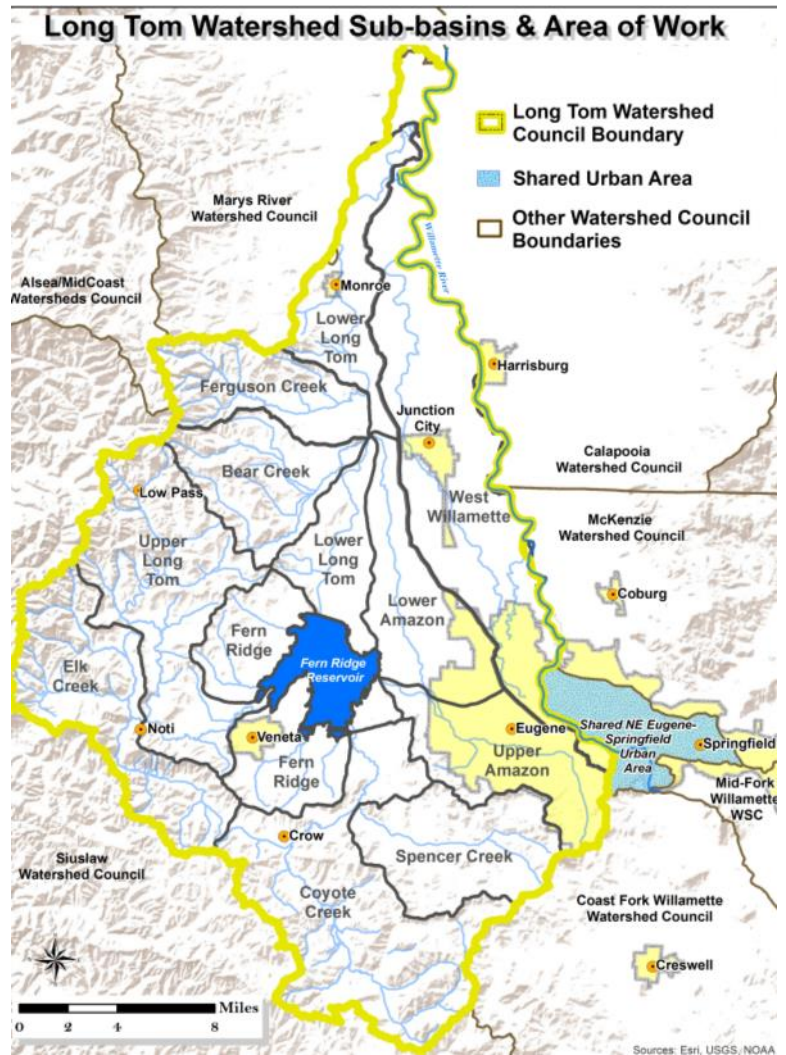 Long Tom Watershed Sub-basins & Area of Work
Long Tom Watershed
Council Boundary
Shared Urban Area
Other Watershed Council
Boundaries
Marys River
Watershed Council
Willamette River
Alsea/MidCoast
Watersheds Council
Monroe
Lower
Long
Tom
Harrisburg
Ferguson Creek
Junction
City
Calapooia
Watershed Council
Bear Creek
Low Pass
West
Willamette
McKenzie
Watershed Council
Upper
Long
Tom
Lower
Long
Tom
Coburg
Lower
Amazon
Fern
Ridge
Elk
Creek
Fern Ridge
Reservoir
Noti
Veneta
Eugene
Shared NE Eugene-
Springfield
Urban
Area
Springfield
Upper
Amazon
Fern
Ridge
Mid-Fork
Willamette
WSC
Crow
Spencer Creek
Siuslaw
Watershed Council
Coyote
Creek
Coast Fork Willamette
Watershed Council
Creswell
Miles
0 2 4 8
Sources: Esri, USGS, NOAA